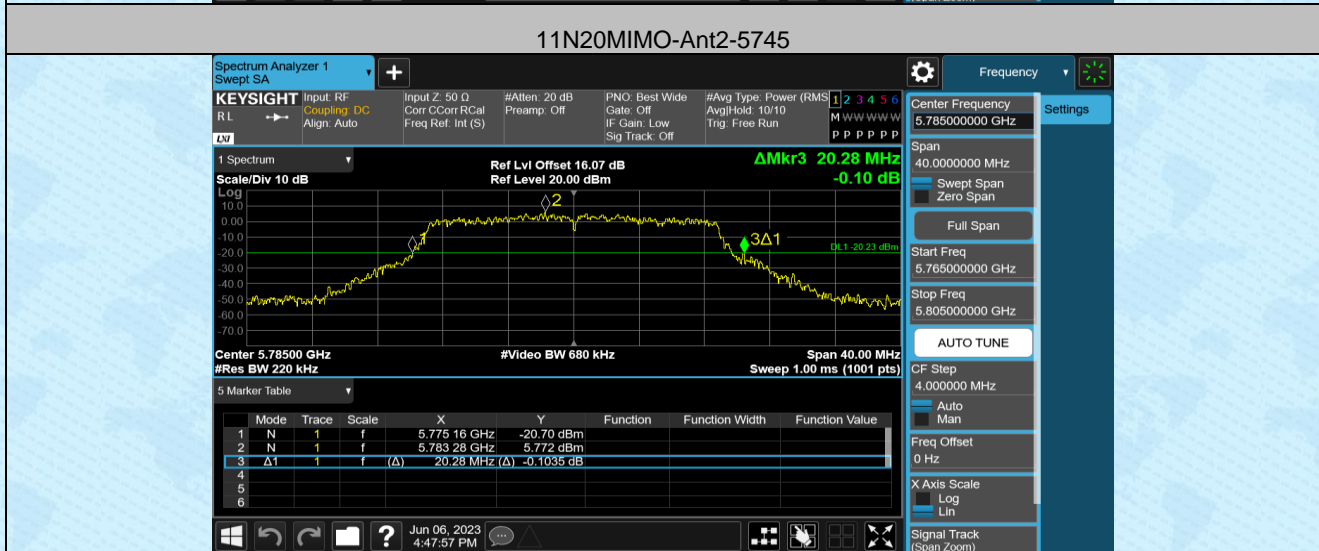 (Span Zoom)
11N20MIMO-Ant2-5745
Spectrum Analyzer 1
Swept SA
Frequency
KEYSIGHT
R L
LXI
Input: RF
Coupling: DC
Align: Auto
Input Z: 50 Ω
Corr CCorr RCal
Freq Ref: Int (S)
#Atten: 20 dB
Preamp: Off
PNO: Best Wide
Gate: Off
IF Gain: Low
Sig Track: Off
#Avg Type: Power (RMS
Avg|Hold: 10/10
Trig: Free Run
1 2 3 4 5 6
M W W W W W
P P P P P P
1 Spectrum
Scale/Div 10 dB
Ref Lvl Offset 16.07 dB
Ref Level 20.00 dBm
ΔMkr3 20.28 MHz
-0.10 dB
Log
10.0
0.00
-10.0
-20.0
-30.0
-40.0
-50.0
-60.0
-70.0
1
2
3Δ1
DL1 -20.23 dBm
Center 5.78500 GHz
#Res BW 220 kHz
#Video BW 680 kHz
Span 40.00 MHz
Sweep 1.00 ms (1001 pts)
5 Marker Table
Mode Trace Scale X Y Function Function Width Function Value
1 N 1 f 5.775 16 GHz -20.70 dBm
2 N 1 f 5.783 28 GHz 5.772 dBm
3 Δ1 1 f (Δ) 20.28 MHz (Δ) -0.1035 dB
4
5
6
Jun 06, 2023
4:47:57 PM
Center Frequency
5.785000000 GHz
Settings
Span
40.0000000 MHz
Swept Span
Zero Span
Full Span
Start Freq
5.765000000 GHz
Stop Freq
5.805000000 GHz
AUTO TUNE
CF Step
4.000000 MHz
Auto
Man
Freq Offset
0 Hz
X Axis Scale
Log
Lin
Signal Track
(Span Zoom)